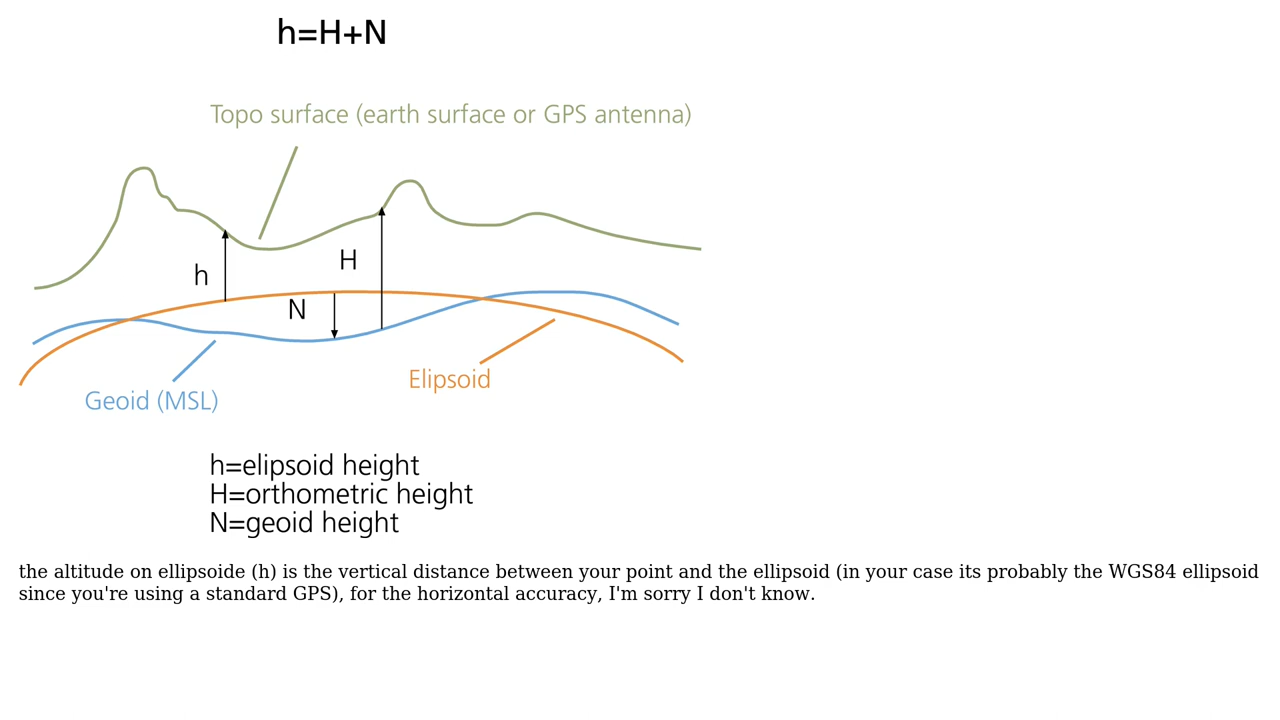 h=H+N
Topo surface (earth surface or GPS antenna)
h
H
N
Elipsoid
Geoid (MSL)
h=elipsoid height
H=orthometric height
N=geoid height
the altitude on ellipsoide (h) is the vertical distance between your point and the ellipsoid (in your case its probably the WGS84 ellipsoid
since you're using a standard GPS), for the horizontal accuracy, I'm sorry I don't know.